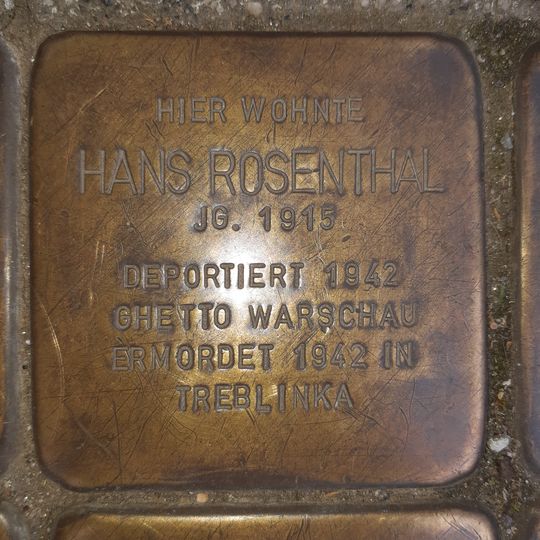 HIER WOHNTE
HANS ROSENTHAL
JG. 1915
DEPORTIERT 1942
GHETTO WARSCHAU
ERMORDET 1942 IN
TREBLINKA